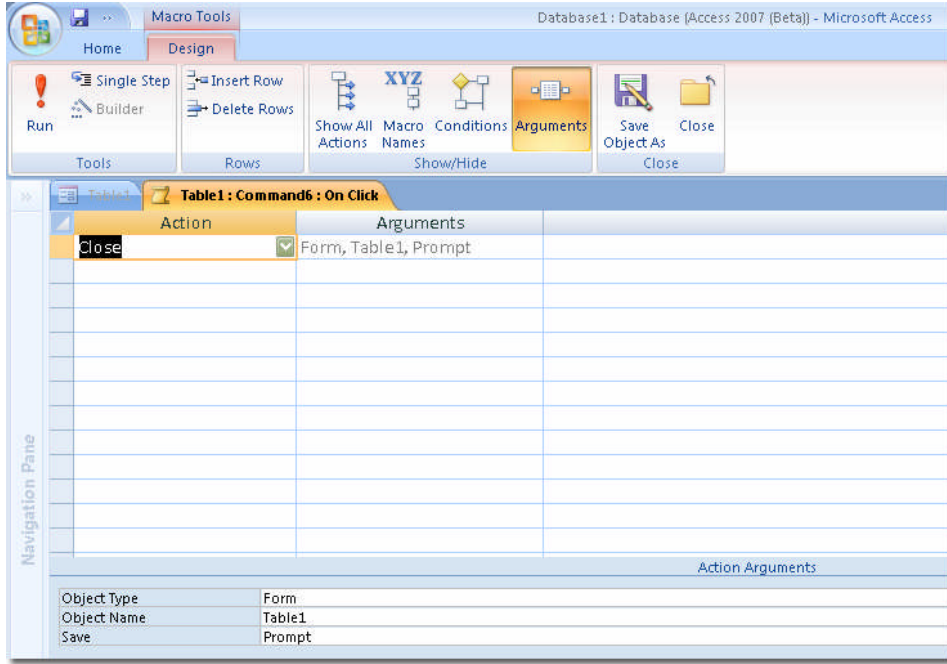 Macro Tools
Database1 : Database (Access 2007 (Beta)) - Microsoft Access
Home
Design
Run
Single Step
Builder
Tools
Insert Row
Delete Rows
Rows
Show All Actions
XYZ
Macro Names
Conditions
Arguments
Show/Hide
Save Object As
Close
Close
Table1
Table1 : Command6 : On Click
Action
Arguments
Close
Form, Table1, Prompt
Navigation Pane
Action Arguments
Object Type
Form
Object Name
Table1
Save
Prompt